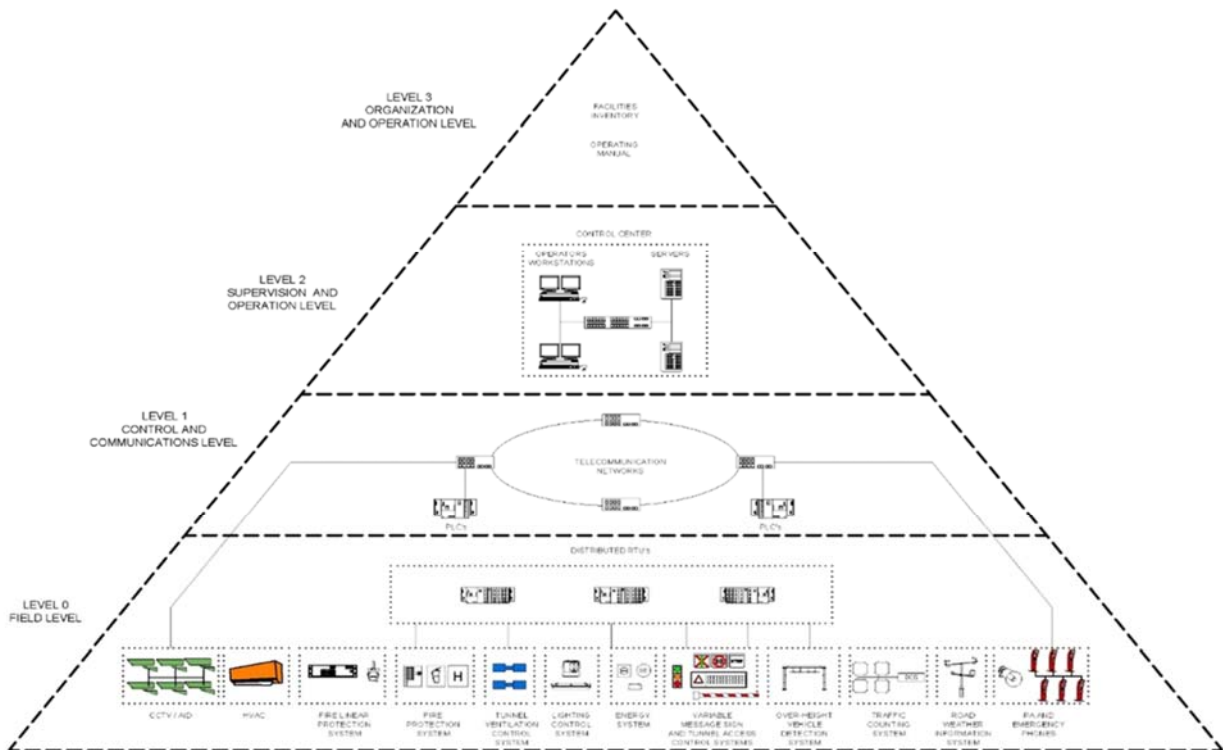 LEVEL 3
ORGANIZATION
AND OPERATION LEVEL
FACILITIES
INVENTORY
OPERATING
MANUAL
LEVEL 2
SUPERVISION AND
OPERATION LEVEL
CONTROL CENTER
OPERATORS
WORKSTATIONS
SERVERS
LEVEL 1
CONTROL AND
COMMUNICATIONS LEVEL
TELECOMMUNICATION
NETWORKS
PLC's
PLC's
LEVEL 0
FIELD LEVEL
DISTRIBUTED RTU's
H
CCTV / AID
HVAC
FIRE LINEAR
PROTECTION
SYSTEM
FIRE
PROTECTION
SYSTEM
TUNNEL
VENTILATION
CONTROL
SYSTEM
LIGHTING
CONTROL
SYSTEM
ENERGY
SYSTEM
VARIABLE
MESSAGE SIGN
AND TUNNEL ACCESS
CONTROL SYSTEMS
OVER-HEIGHT
VEHICLE
DETECTION
SYSTEM
TRAFFIC
COUNTING
SYSTEM
ROAD
WEATHER
INFORMATION
SYSTEM
PA AND
EMERGENCY
PHONES